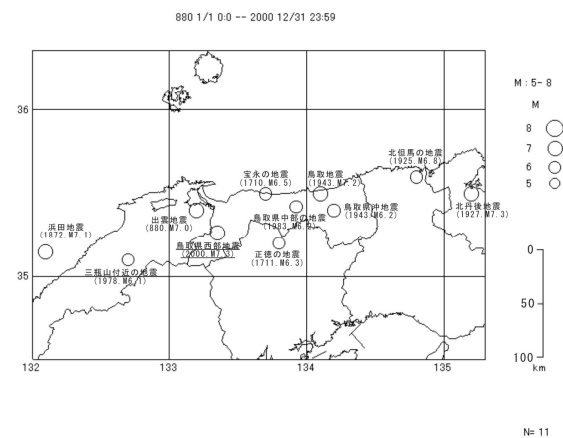 880 1/1 0:0 -- 2000 12/31 23:59
M : 5- 8
M
8
7
6
5
36
35
132
133
134
135
北但馬の地震
(1925. M6.8)
宝永の地震
(1710. M6.5)
鳥取地震
(1943. M7.2)
出雲地震
(880. M7.0)
鳥取県中部の地震
(1983. M6.2)
鳥取県沖地震
(1943. M6.2)
北丹後地震
(1927. M7.3)
浜田地震
(1872. M7.1)
鳥取県西部地震
(2000. M7.3)
正徳の地震
(1711. M6.3)
三瓶山付近の地震
(1978. M6.1)
0
50
100
km
N= 11